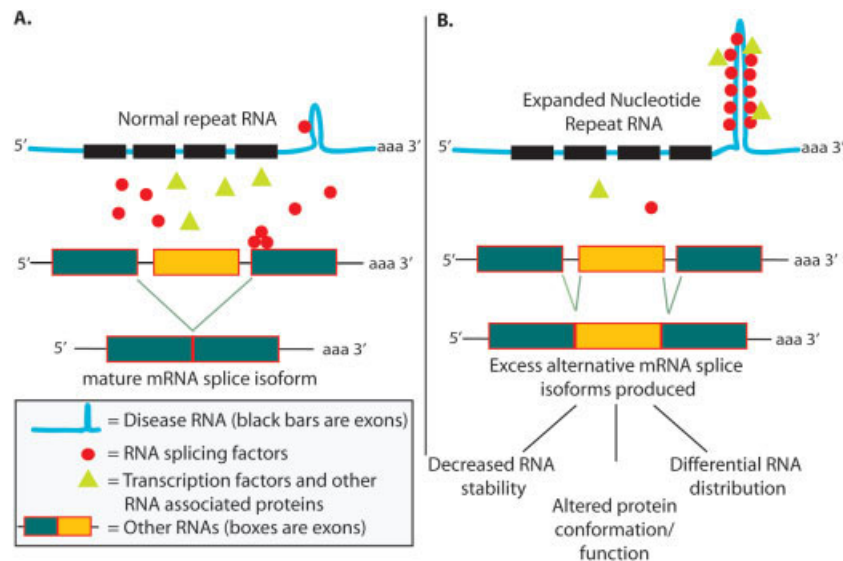 A.
Normal repeat RNA
5′
aaa 3′
5′
aaa 3′
5′
aaa 3′
mature mRNA splice isoform
= Disease RNA (black bars are exons)
= RNA splicing factors
= Transcription factors and other
RNA associated proteins
= Other RNAs (boxes are exons)
B.
Expanded Nucleotide
Repeat RNA
5′
aaa 3′
5′
aaa 3′
5′
aaa 3′
Excess alternative mRNA splice
isoforms produced
Decreased RNA
stability
Altered protein
conformation/
function
Differential RNA
distribution